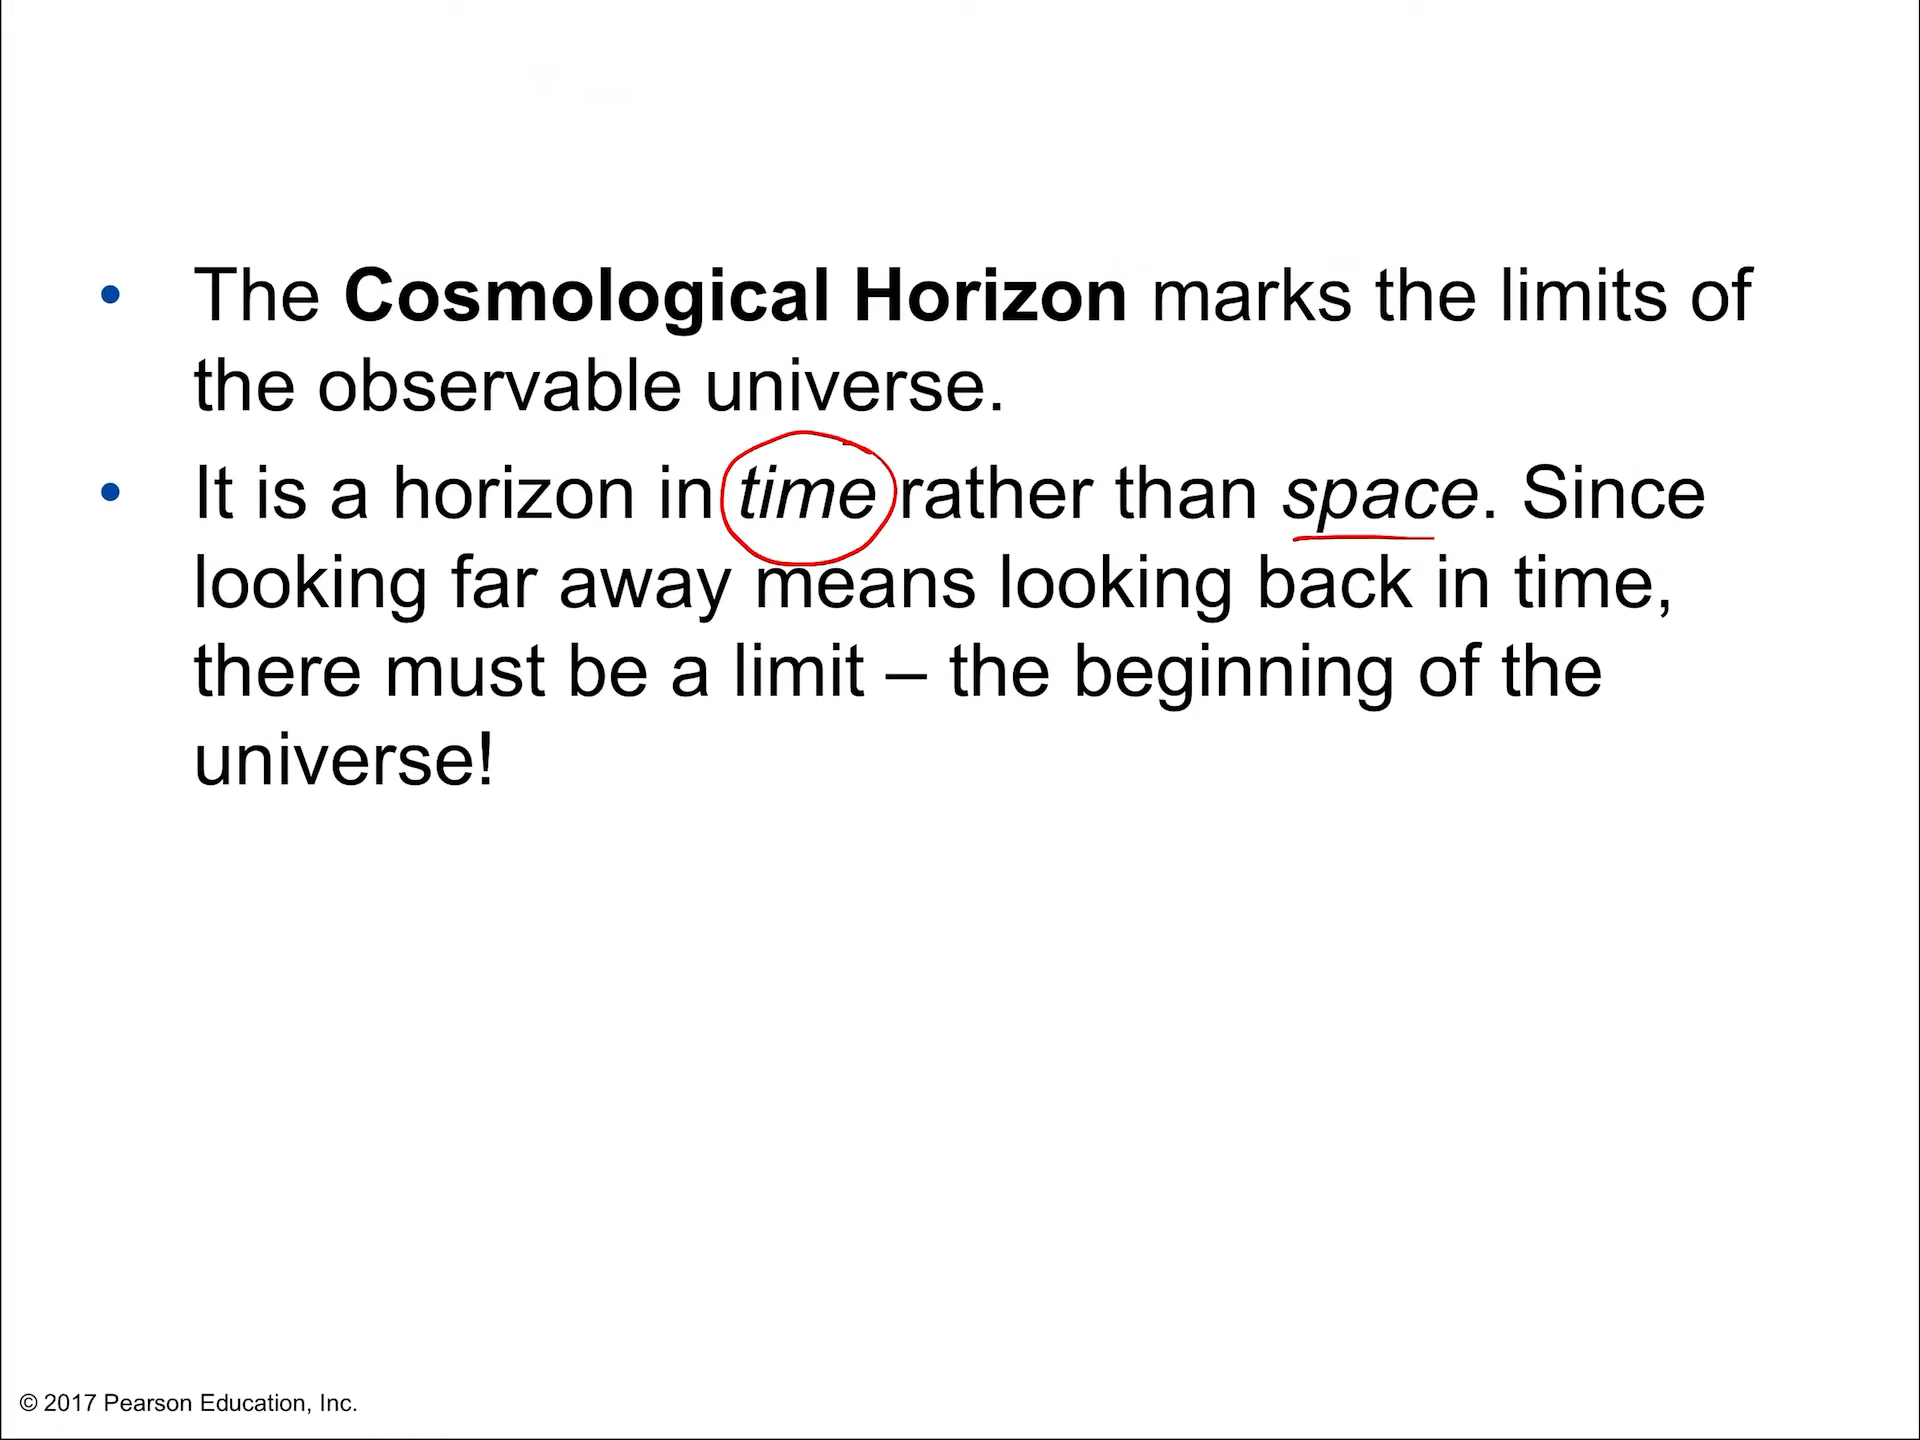 • The Cosmological Horizon marks the limits of
the observable universe.
• It is a horizon in time rather than space. Since
looking far away means looking back in time,
there must be a limit – the beginning of the
universe!
© 2017 Pearson Education, Inc.